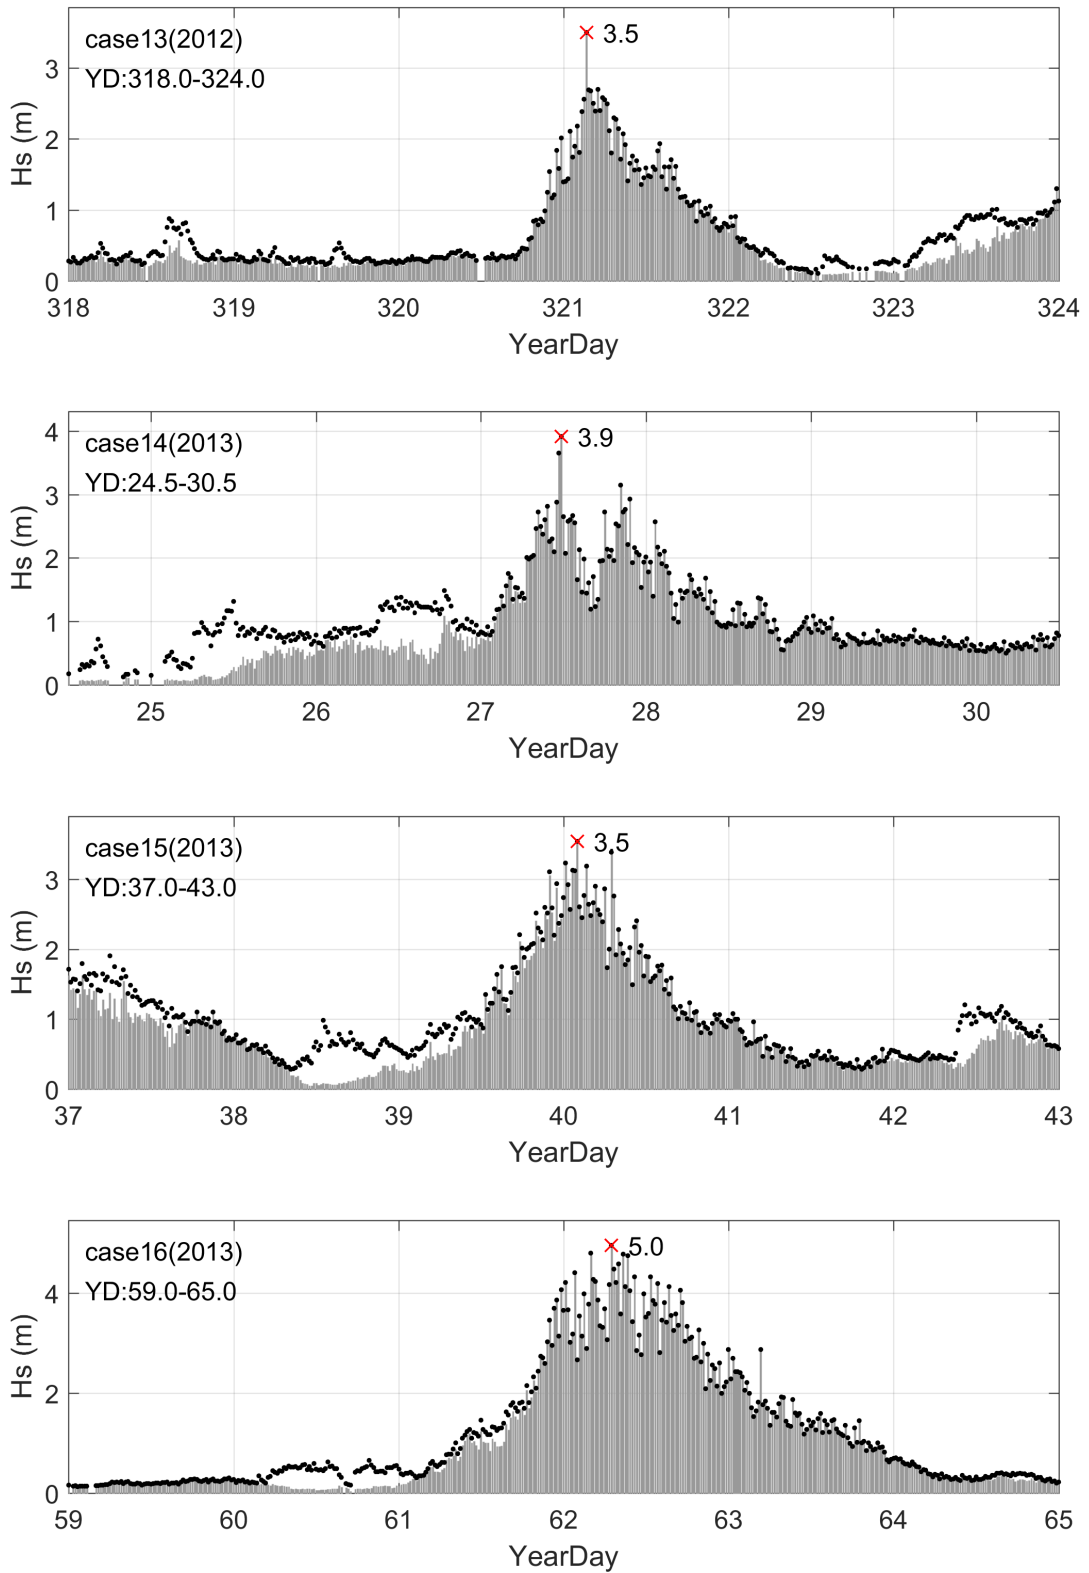 case13(2012)
YD:318.0-324.0
3.5
3
2
1
0
Hs (m)
318 319 320 321 322 323 324
YearDay
case14(2013)
YD:24.5-30.5
3.9
4
3
2
1
0
Hs (m)
25 26 27 28 29 30
YearDay
case15(2013)
YD:37.0-43.0
3.5
3
2
1
0
Hs (m)
37 38 39 40 41 42 43
YearDay
case16(2013)
YD:59.0-65.0
5.0
4
2
0
Hs (m)
59 60 61 62 63 64 65
YearDay